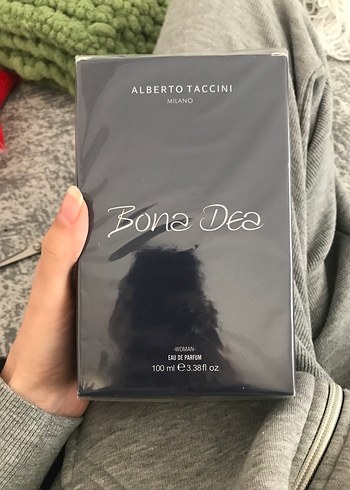 ALBERTO TACCINI
MILANO
Bona Dea
-WOMAN-
EAU DE PARFUM
100 ml ℮ 3.38 fl oz